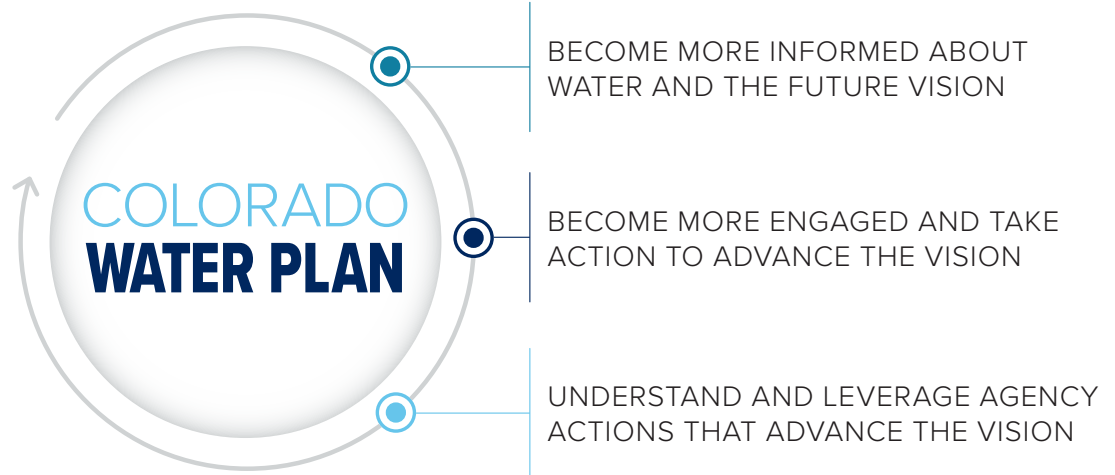 COLORADO
WATER PLAN
BECOME MORE INFORMED ABOUT
WATER AND THE FUTURE VISION
BECOME MORE ENGAGED AND TAKE
ACTION TO ADVANCE THE VISION
UNDERSTAND AND LEVERAGE AGENCY
ACTIONS THAT ADVANCE THE VISION